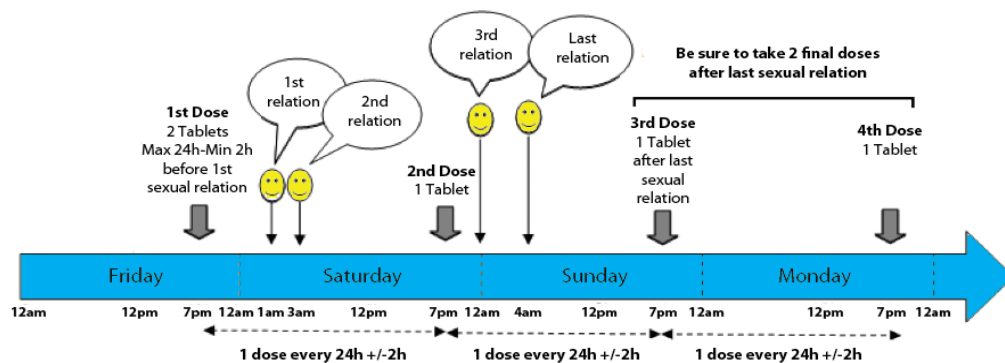 1st Dose
2 Tablets
Max 24h-Min 2h
before 1st
sexual relation
1st
relation
2nd
relation
2nd Dose
1 Tablet
3rd
relation
Last
relation
Be sure to take 2 final doses
after last sexual relation
3rd Dose
1 Tablet
after last
sexual
relation
4th Dose
1 Tablet
Friday Saturday Sunday Monday
12am 12pm 7pm 12am 1am 3am 12pm 7pm 12am 4am 12pm 7pm 12am 12pm 7pm 12am
1 dose every 24h +/-2h 1 dose every 24h +/-2h 1 dose every 24h +/-2h